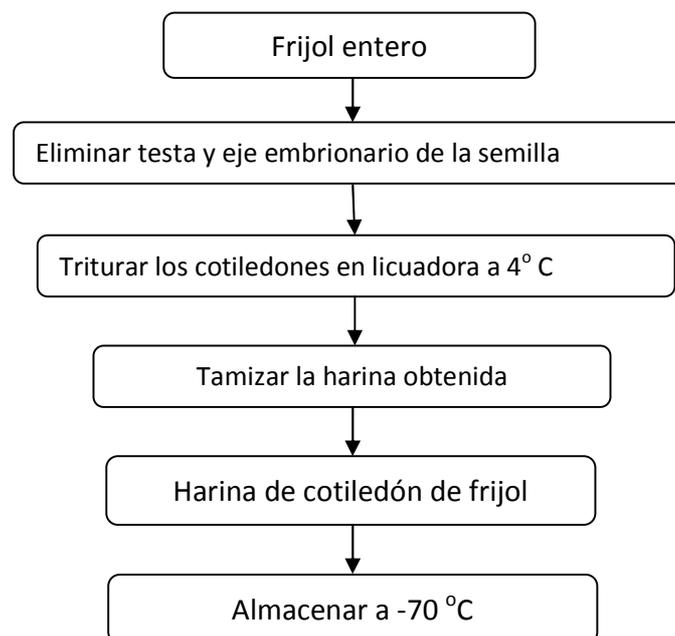 Frijol entero
Eliminar testa y eje embrionario de la semilla
Triturar los cotiledones en licuadora a 4° C
Tamizar la harina obtenida
Harina de cotiledón de frijol
Almacenar a -70 °C